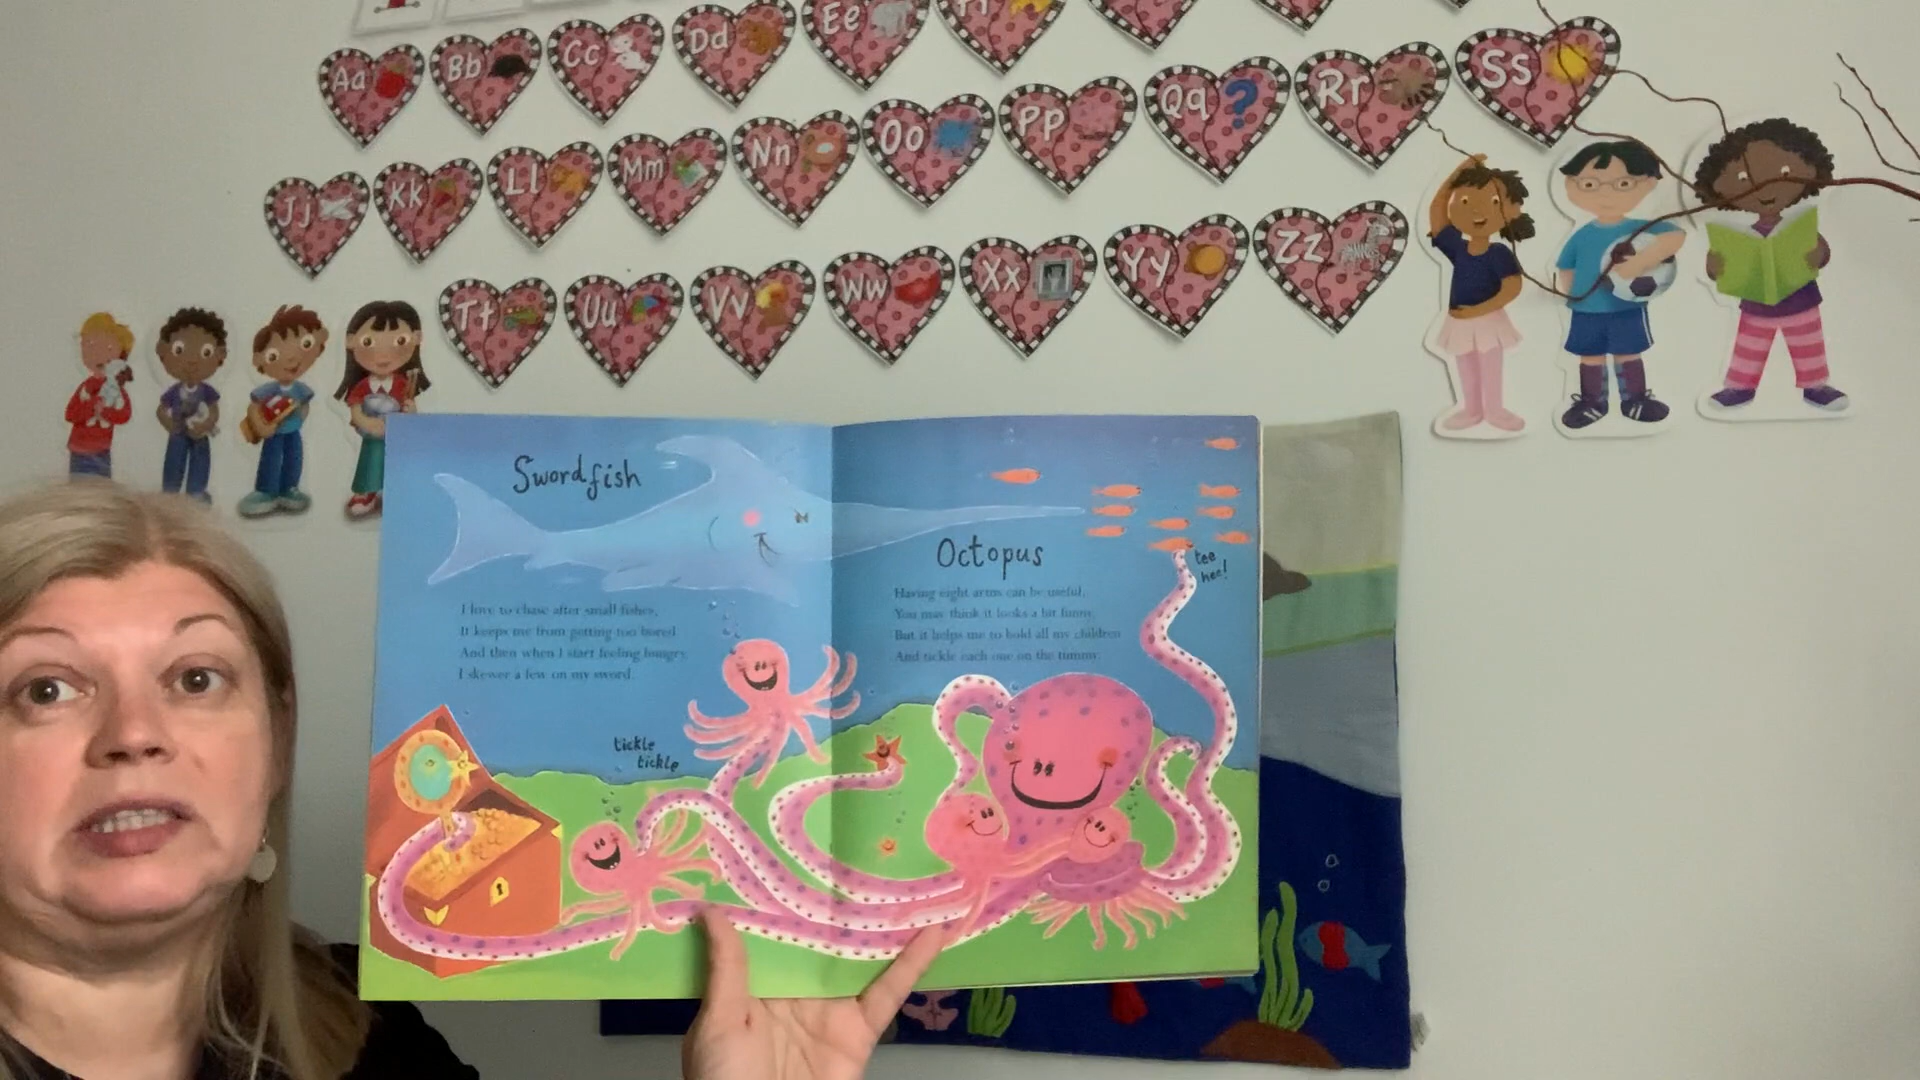 Aa
Bb
Cc
Dd
Ee
Jj
Kk
Ll
Mm
Nn
Oo
Pp
Qq
?
Rr
Ss
Tt
Uu
Vv
Ww
Xx
Yy
Zz
Swordfish
I love to chase after small fishes,
It keeps me from getting too bored
And then when I start feeling hungry
I skewer a few on my sword.
tickle
tickle
Octopus
Having eight arms can be useful,
You may think it looks a bit funny,
But it helps me to hold all my children
And tickle each one on the tummy.
tee
hee!